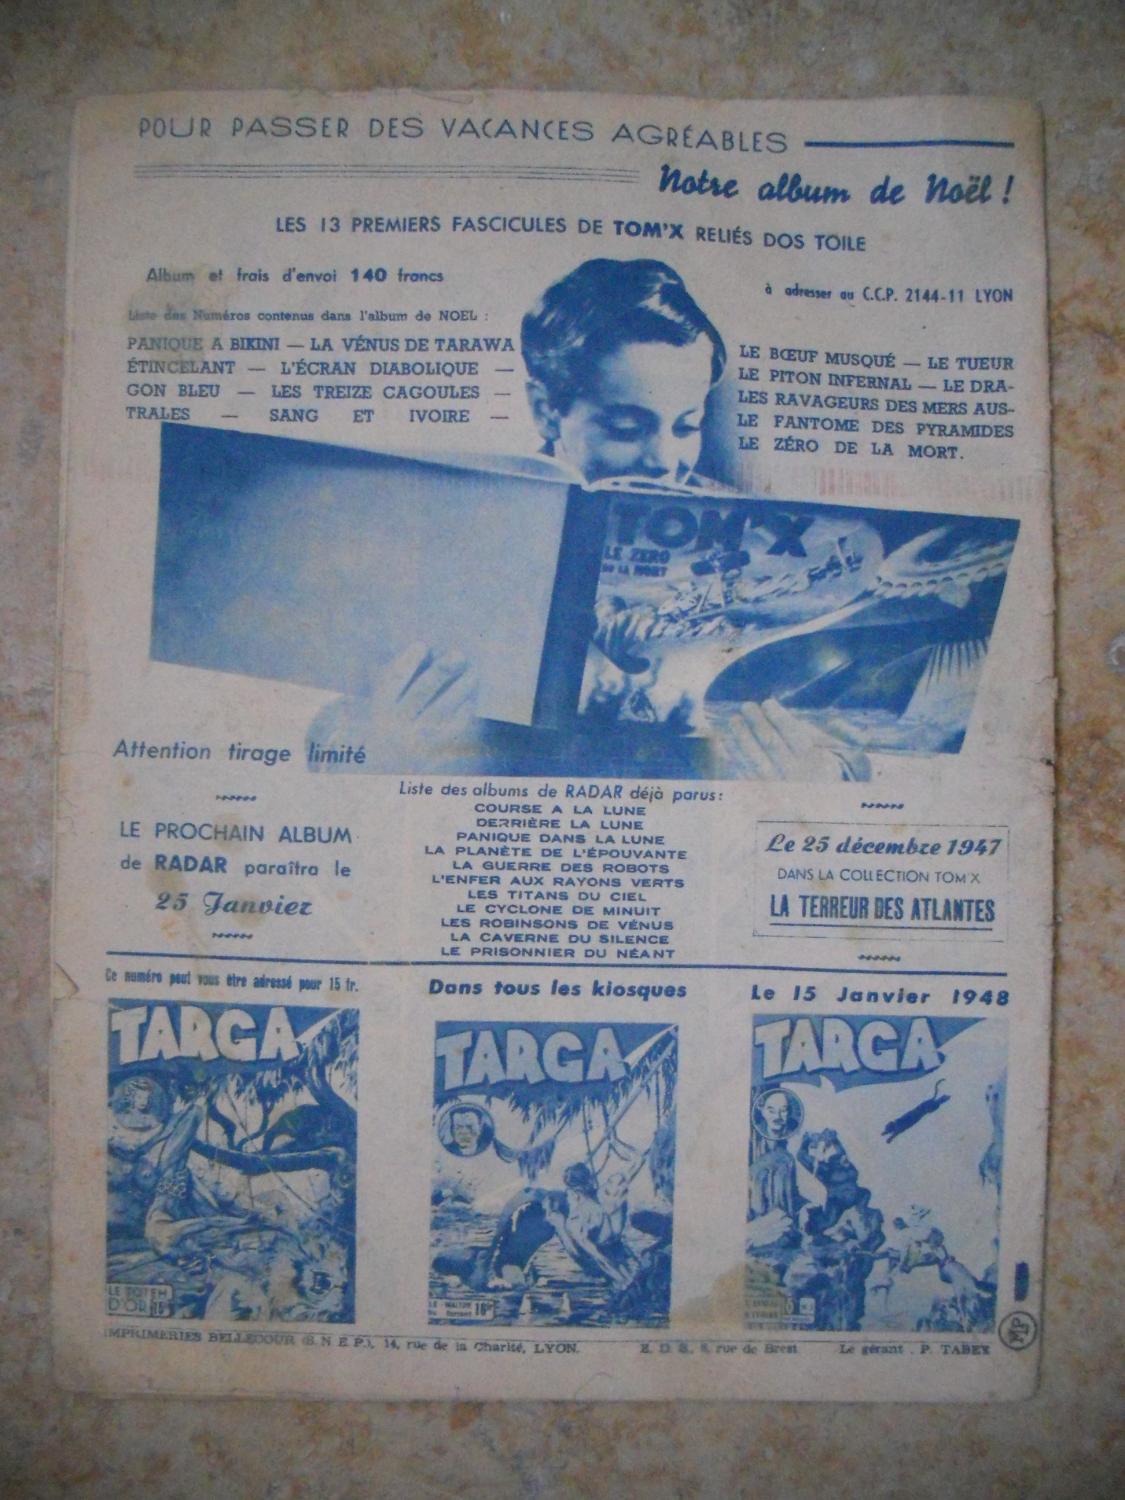 POUR PASSER DES VACANCES AGRÉABLES
Notre album de Noël !
LES 13 PREMIERS FASCICULES DE TOM'X RELIÉS DOS TOILE
Album et frais d'envoi 140 francs
à adresser au C.C.P. 2144-11 LYON
Liste des Numéros contenus dans l'album de NOEL :
PANIQUE A BIKINI — LA VÉNUS DE TARAWA
ÉTINCELANT — L'ÉCRAN DIABOLIQUE —
GON BLEU — LES TREIZE CAGOULES —
TRALES — SANG ET IVOIRE —
LE BŒUF MUSQUÉ — LE TUEUR
LE PITON INFERNAL — LE DRA-
LES RAVAGEURS DES MERS AUS-
LE FANTOME DES PYRAMIDES
LE ZÉRO DE LA MORT.
TOM'X
LE ZERO
DE LA MORT
Attention tirage limité
LE PROCHAIN ALBUM
de RADAR paraîtra le
25 Janvier
Liste des albums de RADAR déjà parus :
COURSE A LA LUNE
DERRIÈRE LA LUNE
PANIQUE DANS LA LUNE
LA PLANÈTE DE L'ÉPOUVANTE
LA GUERRE DES ROBOTS
L'ENFER AUX RAYONS VERTS
LES TITANS DU CIEL
LE CYCLONE DE MINUIT
LES ROBINSONS DE VÉNUS
LA CAVERNE DU SILENCE
LE PRISONNIER DU NÉANT
Le 25 décembre 1947
DANS LA COLLECTION TOM'X
LA TERREUR DES ATLANTES
Ce numéro peut vous être adressé pour 15 fr.
TARGA
LE TOTEM
D'OR
Dans tous les kiosques
TARGA
Le 15 Janvier 1948
TARGA
MP
IMPRIMERIES BELLECOUR (S.N.E.P.), 14, rue de la Charité, LYON.
E. D. S. 8, rue de Brest
Le gérant : P. TABEY